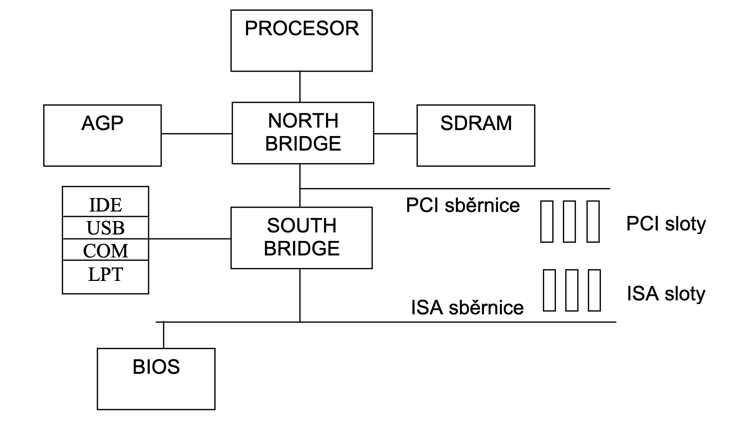 PROCESOR
AGP
NORTH
BRIDGE
SDRAM
IDE
USB
COM
LPT
SOUTH
BRIDGE
PCI sběrnice
PCI sloty
ISA sběrnice
ISA sloty
BIOS